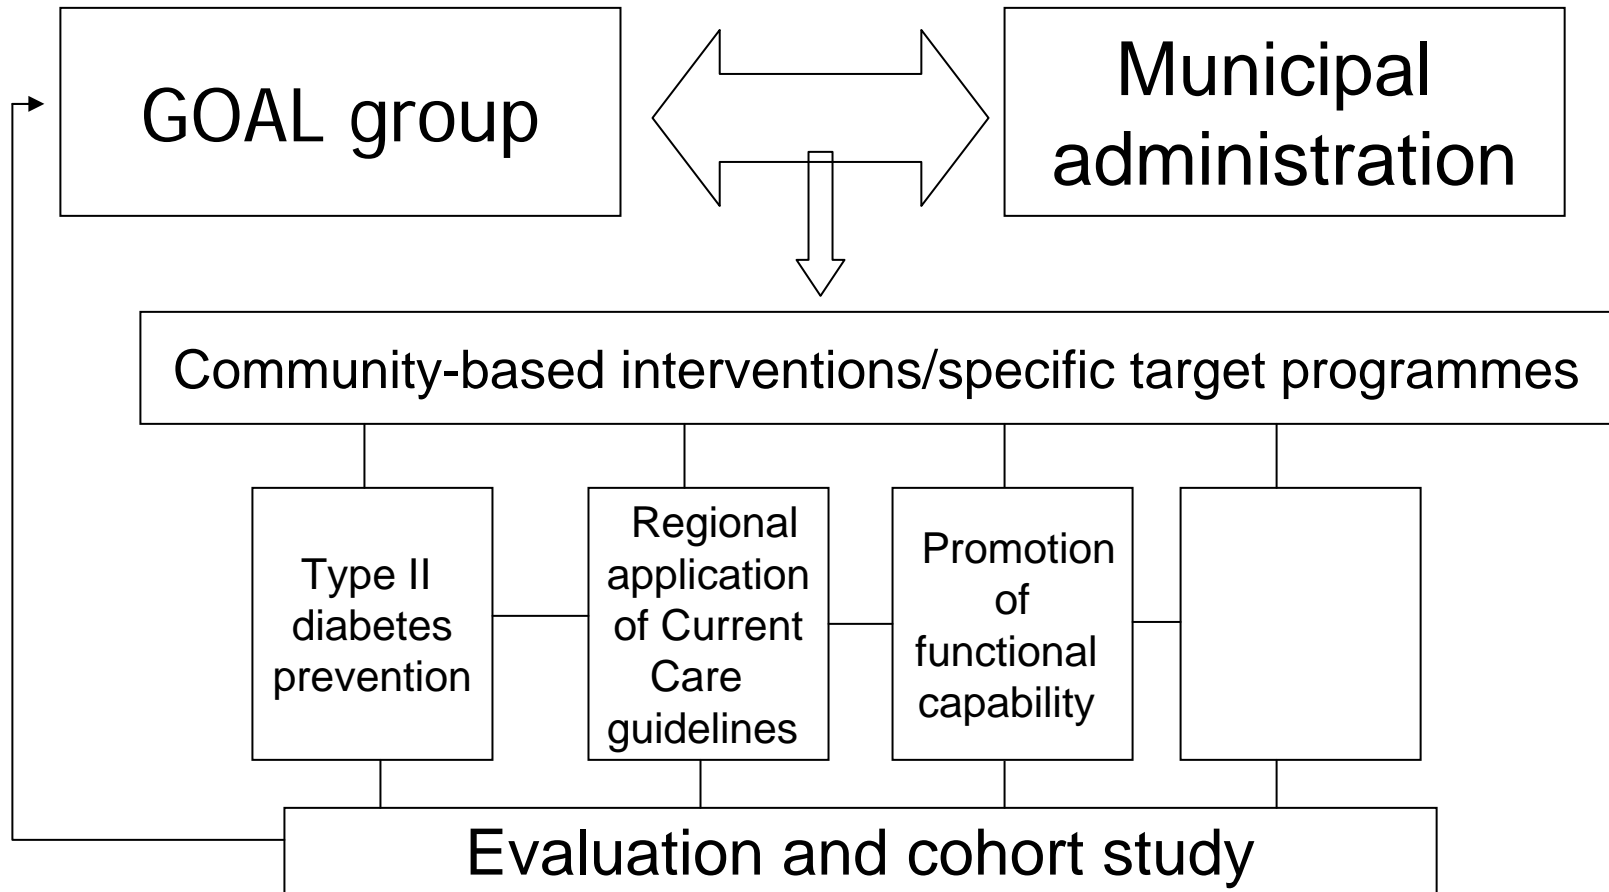 GOAL group
Municipal
administration
Community-based interventions/specific target programmes
Type II
diabetes
prevention
Regional
application
of Current
Care
guidelines
Promotion
of
functional
capability
Evaluation and cohort study